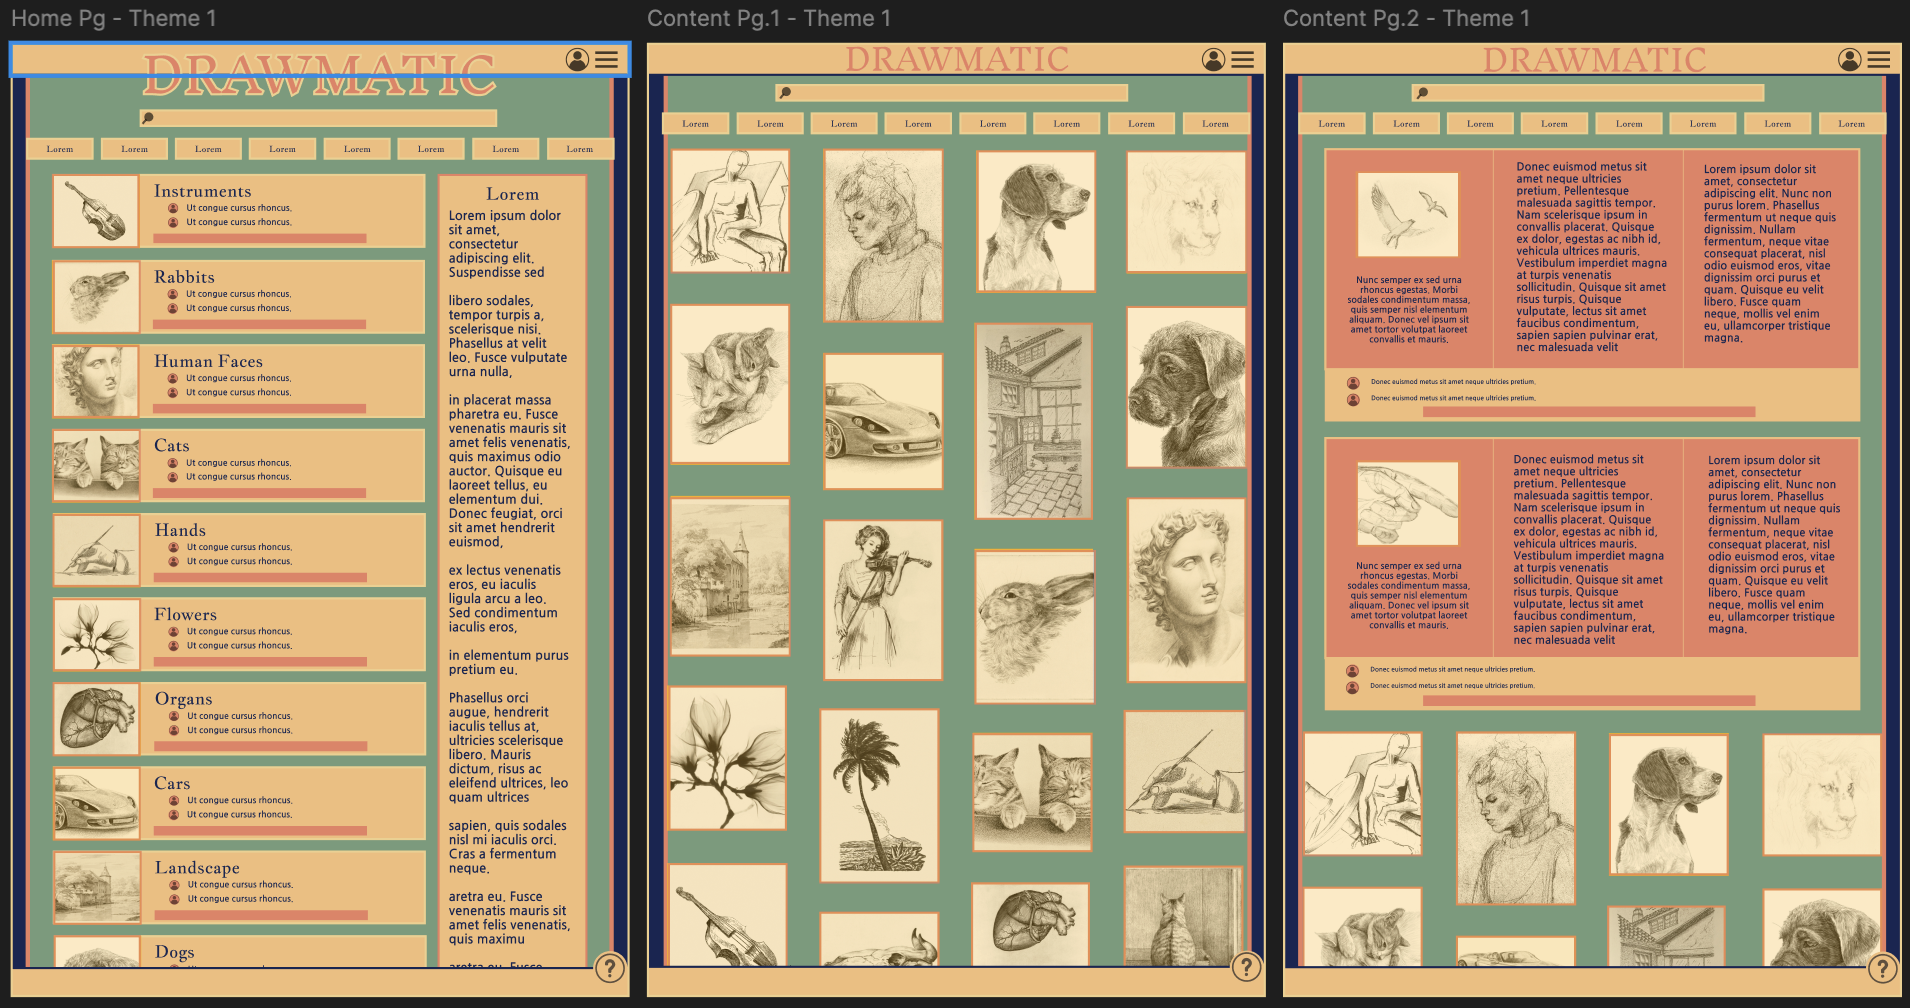 Home Pg - Theme 1
DRAWMATIC
Lorem Lorem Lorem Lorem Lorem Lorem Lorem Lorem
Instruments
Ut congue cursus rhoncus.
Ut congue cursus rhoncus.
Rabbits
Ut congue cursus rhoncus.
Ut congue cursus rhoncus.
Human Faces
Ut congue cursus rhoncus.
Ut congue cursus rhoncus.
Cats
Ut congue cursus rhoncus.
Ut congue cursus rhoncus.
Hands
Ut congue cursus rhoncus.
Ut congue cursus rhoncus.
Flowers
Ut congue cursus rhoncus.
Ut congue cursus rhoncus.
Organs
Ut congue cursus rhoncus.
Ut congue cursus rhoncus.
Cars
Ut congue cursus rhoncus.
Ut congue cursus rhoncus.
Landscape
Ut congue cursus rhoncus.
Ut congue cursus rhoncus.
Dogs
Lorem
Lorem ipsum dolor
sit amet,
consectetur
adipiscing elit.
Suspendisse sed
libero sodales,
tempor turpis a,
scelerisque nisi.
Phasellus at velit
leo. Fusce vulputate
urna nulla,
in placerat massa
pharetra eu. Fusce
venenatis mauris sit
amet felis venenatis,
quis maximus odio
auctor. Quisque eu
laoreet tellus, eu
elementum dui.
Donec feugiat, orci
sit amet hendrerit
euismod,
ex lectus venenatis
eros, eu iaculis
ligula arcu a leo.
Sed condimentum
iaculis eros,
in elementum purus
pretium eu.
Phasellus orci
augue, hendrerit
iaculis tellus at,
ultricies scelerisque
libero. Mauris
dictum, risus ac
eleifend ultrices, leo
quam ultrices
sapien, quis sodales
nisl mi iaculis orci.
Cras a fermentum
neque.
aretra eu. Fusce
venenatis mauris sit
amet felis venenatis,
quis maximu
aretra eu. Fusce
?
Content Pg.1 - Theme 1
DRAWMATIC
Lorem Lorem Lorem Lorem Lorem Lorem Lorem Lorem
?
Content Pg.2 - Theme 1
DRAWMATIC
Lorem Lorem Lorem Lorem Lorem Lorem Lorem Lorem
Nunc semper ex sed urna
rhoncus egestas. Morbi
sodales condimentum massa,
quis semper nisl elementum
aliquam. Donec vel ipsum sit
amet tortor volutpat laoreet
convallis et mauris.
Donec euismod metus sit
amet neque ultricies
pretium. Pellentesque
malesuada sagittis tempor.
Nam scelerisque ipsum in
convallis placerat. Quisque
ex dolor, egestas ac nibh id,
vehicula ultrices mauris.
Vestibulum imperdiet magna
at turpis venenatis
sollicitudin. Quisque sit amet
risus turpis. Quisque
vulputate, lectus sit amet
faucibus condimentum,
sapien sapien pulvinar erat,
nec malesuada velit
Lorem ipsum dolor sit
amet, consectetur
adipiscing elit. Nunc non
purus lorem. Phasellus
fermentum ut neque quis
dignissim. Nullam
fermentum, neque vitae
consequat placerat, nisl
odio euismod eros, vitae
dignissim orci purus et
quam. Quisque eu velit
libero. Fusce quam
neque, mollis vel enim
eu, ullamcorper tristique
magna.
Donec euismod metus sit amet neque ultricies pretium.
Donec euismod metus sit amet neque ultricies pretium.
Nunc semper ex sed urna
rhoncus egestas. Morbi
sodales condimentum massa,
quis semper nisl elementum
aliquam. Donec vel ipsum sit
amet tortor volutpat laoreet
convallis et mauris.
Donec euismod metus sit
amet neque ultricies
pretium. Pellentesque
malesuada sagittis tempor.
Nam scelerisque ipsum in
convallis placerat. Quisque
ex dolor, egestas ac nibh id,
vehicula ultrices mauris.
Vestibulum imperdiet magna
at turpis venenatis
sollicitudin. Quisque sit amet
risus turpis. Quisque
vulputate, lectus sit amet
faucibus condimentum,
sapien sapien pulvinar erat,
nec malesuada velit
Lorem ipsum dolor sit
amet, consectetur
adipiscing elit. Nunc non
purus lorem. Phasellus
fermentum ut neque quis
dignissim. Nullam
fermentum, neque vitae
consequat placerat, nisl
odio euismod eros, vitae
dignissim orci purus et
quam. Quisque eu velit
libero. Fusce quam
neque, mollis vel enim
eu, ullamcorper tristique
magna.
Donec euismod metus sit amet neque ultricies pretium.
Donec euismod metus sit amet neque ultricies pretium.
?